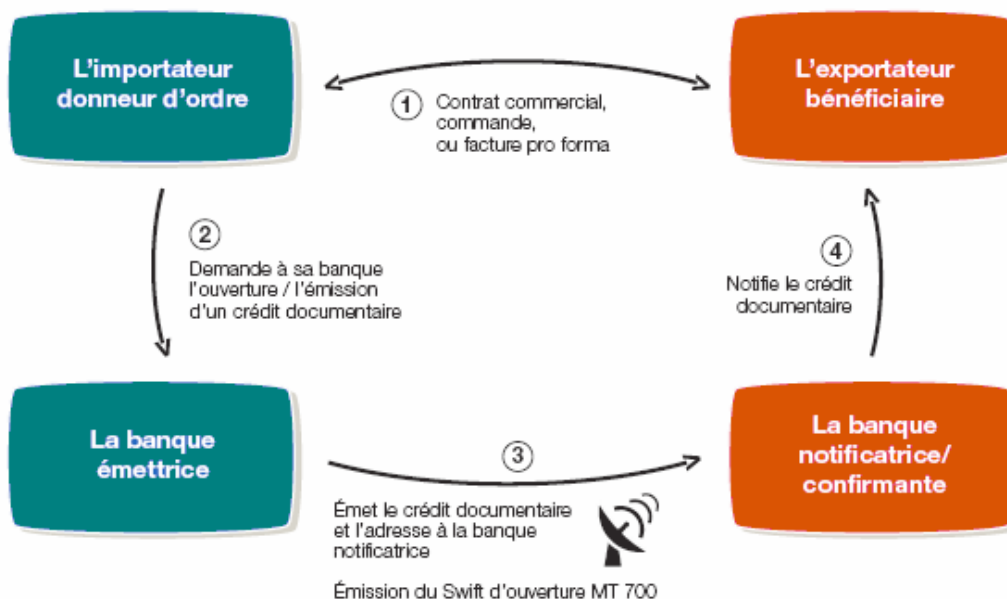 L'importateur
donneur d'ordre
L'exportateur
bénéficiaire
1
Contrat commercial,
commande,
ou facture pro forma
2
Demande à sa banque
l'ouverture / l'émission
d'un crédit documentaire
4
Notifie le crédit
documentaire
La banque
émettrice
La banque
notificatrice/
confirmante
3
Émet le crédit documentaire
et l'adresse à la banque
notificatrice
Émission du Swift d'ouverture MT 700